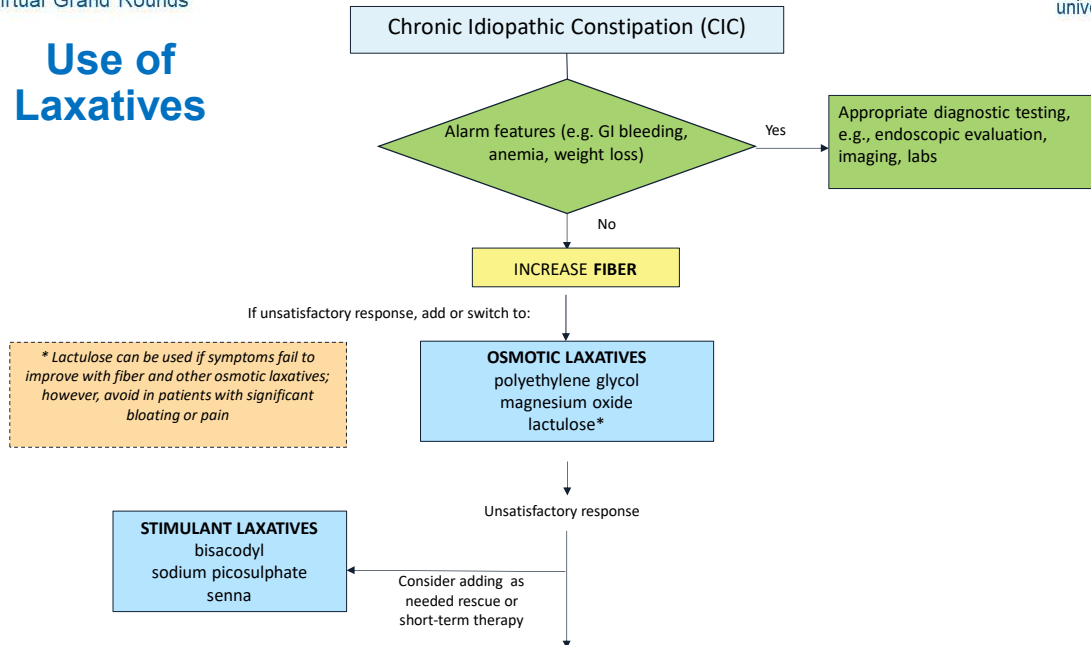 Virtual Grand Rounds
Use of
Laxatives
Chronic Idiopathic Constipation (CIC)
Alarm features (e.g. GI bleeding,
anemia, weight loss)
Yes
Appropriate diagnostic testing,
e.g., endoscopic evaluation,
imaging, labs
No
INCREASE FIBER
If unsatisfactory response, add or switch to:
* Lactulose can be used if symptoms fail to
improve with fiber and other osmotic laxatives;
however, avoid in patients with significant
bloating or pain
OSMOTIC LAXATIVES
polyethylene glycol
magnesium oxide
lactulose*
Unsatisfactory response
STIMULANT LAXATIVES
bisacodyl
sodium picosulphate
senna
Consider adding as
needed rescue or
short-term therapy